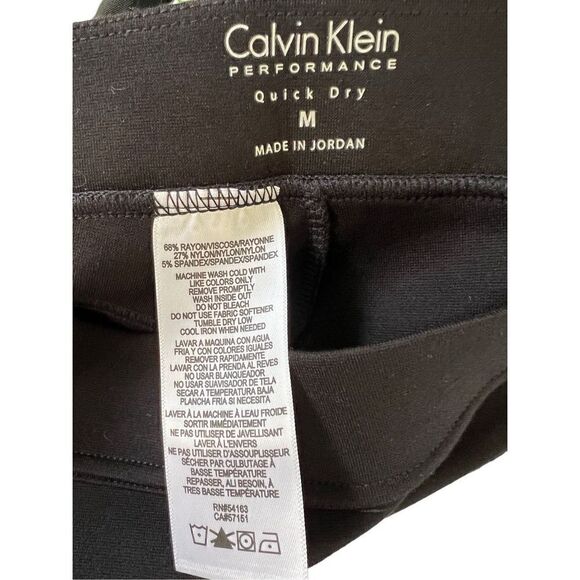 Calvin Klein
PERFORMANCE
Quick Dry
M
MADE IN JORDAN
68% RAYON/VISCOSA/RAYONNE
27% NYLON/NYLON/NYLON
5% SPANDEX/SPANDEX/SPANDEX
MACHINE WASH COLD WITH
LIKE COLORS ONLY
REMOVE PROMPTLY
WASH INSIDE OUT
DO NOT BLEACH
DO NOT USE FABRIC SOFTENER
TUMBLE DRY LOW
COOL IRON WHEN NEEDED
LAVAR A MAQUINA CON AGUA
FRIA Y CON COLORES IGUALES
REMOVER RAPIDAMENTE
LAVAR CON LA PRENDA AL REVES
NO USAR BLANQUEADOR
NO USAR SUAVISADOR DE TELA
SECAR A TEMPERATURA BAJA
PLANCHA FRIA SI NECESITA
LAVER À LA MACHINE À LEAU FROIDE
SORTIR IMMÉDIATEMENT
NE PAS UTILISER DE JAVELLISANT
LAVER À L'ENVERS
NE PAS UTILISER D'ASSOUPLISSEUR
SÉCHER PAR CULBUTAGE À
BASSE TEMPÉRATURE
REPASSER, ALI BESOIN, À
TRES BASSE TEMPÉRATURE
RN#54163
CA#57151